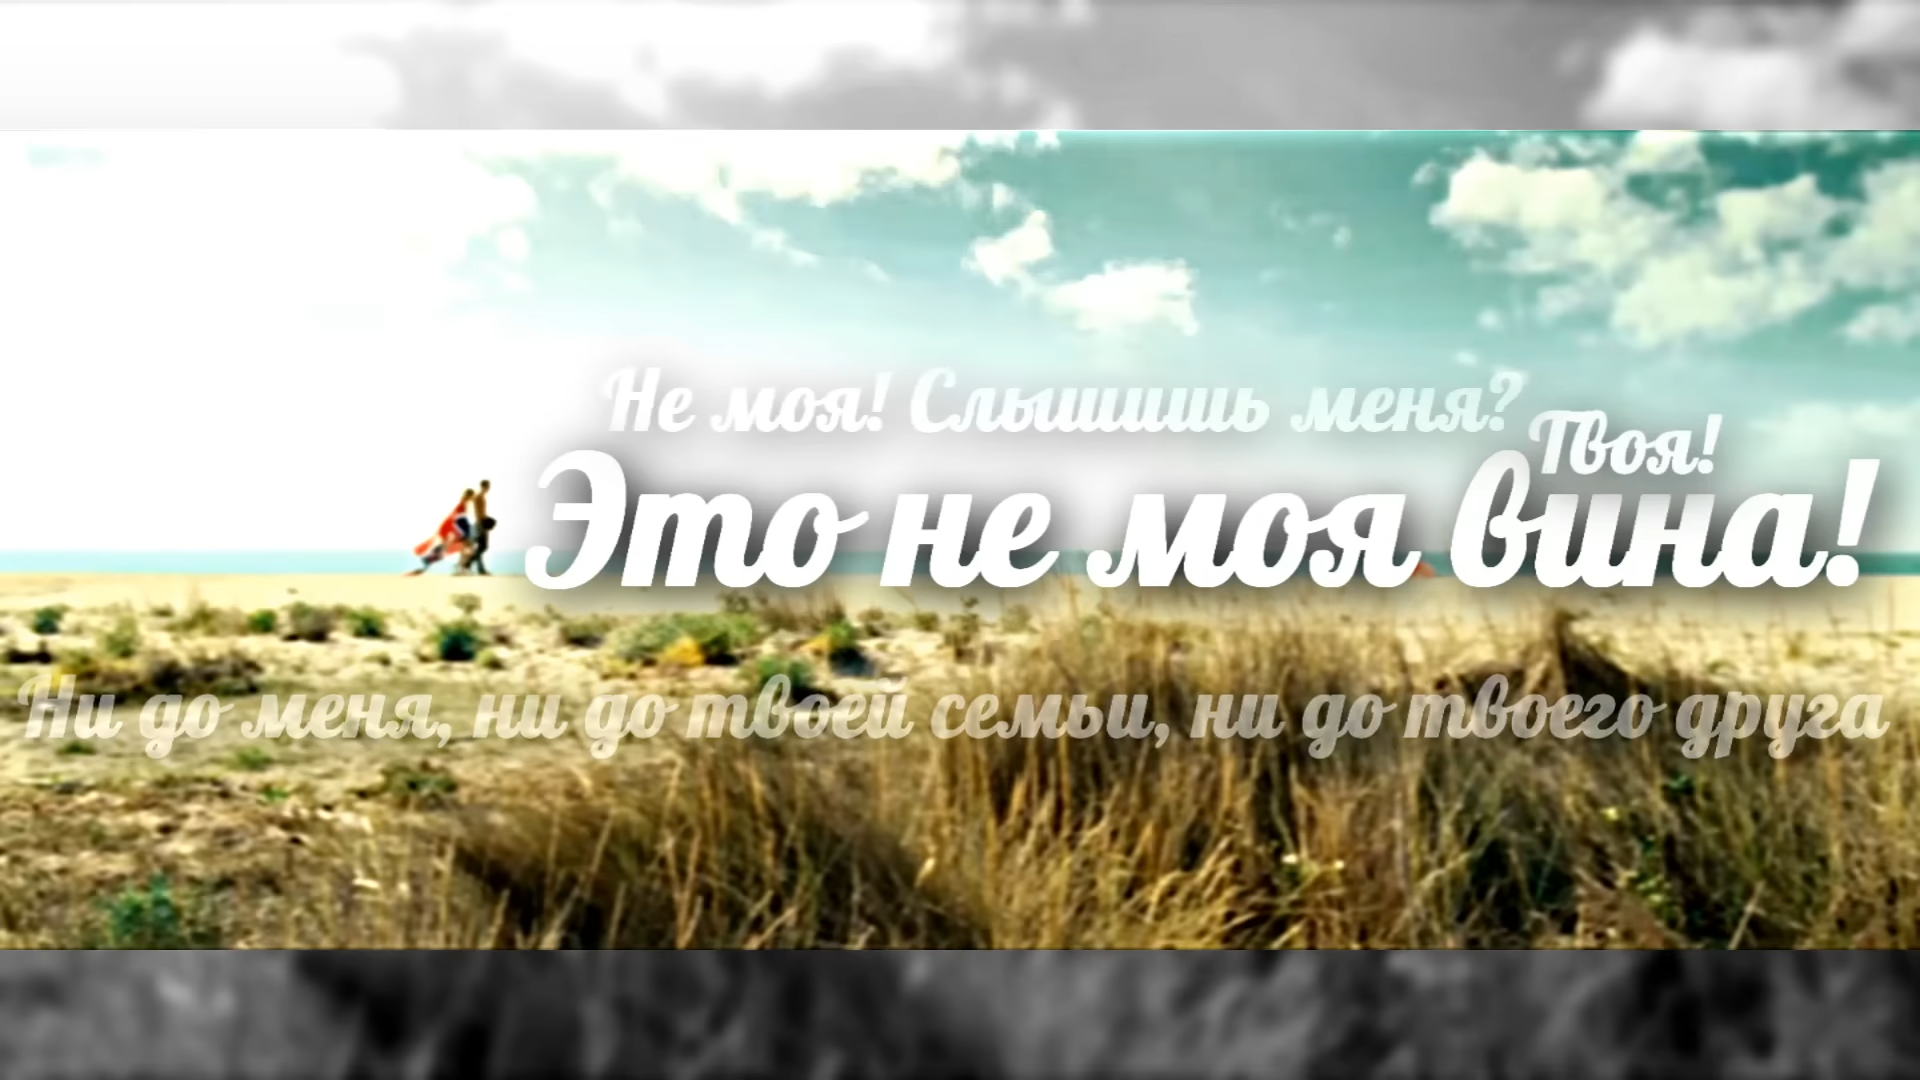 Не моя! Слышишь меня?
Твоя!
Это не моя вина!
Ни до меня, ни до твоей семьи, ни до твоего друга